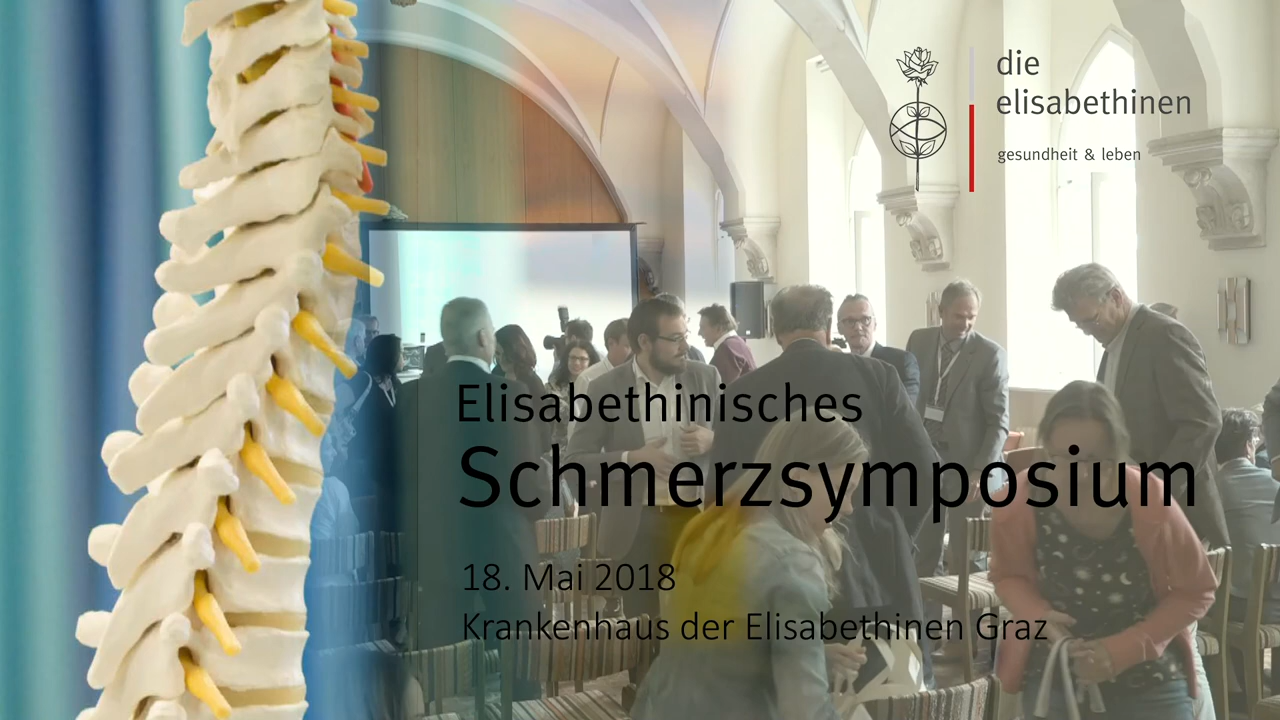 die
elisabethinen
gesundheit & leben
Elisabethinisches
Schmerzsymposium
18. Mai 2018
Krankenhaus der Elisabethinen Graz